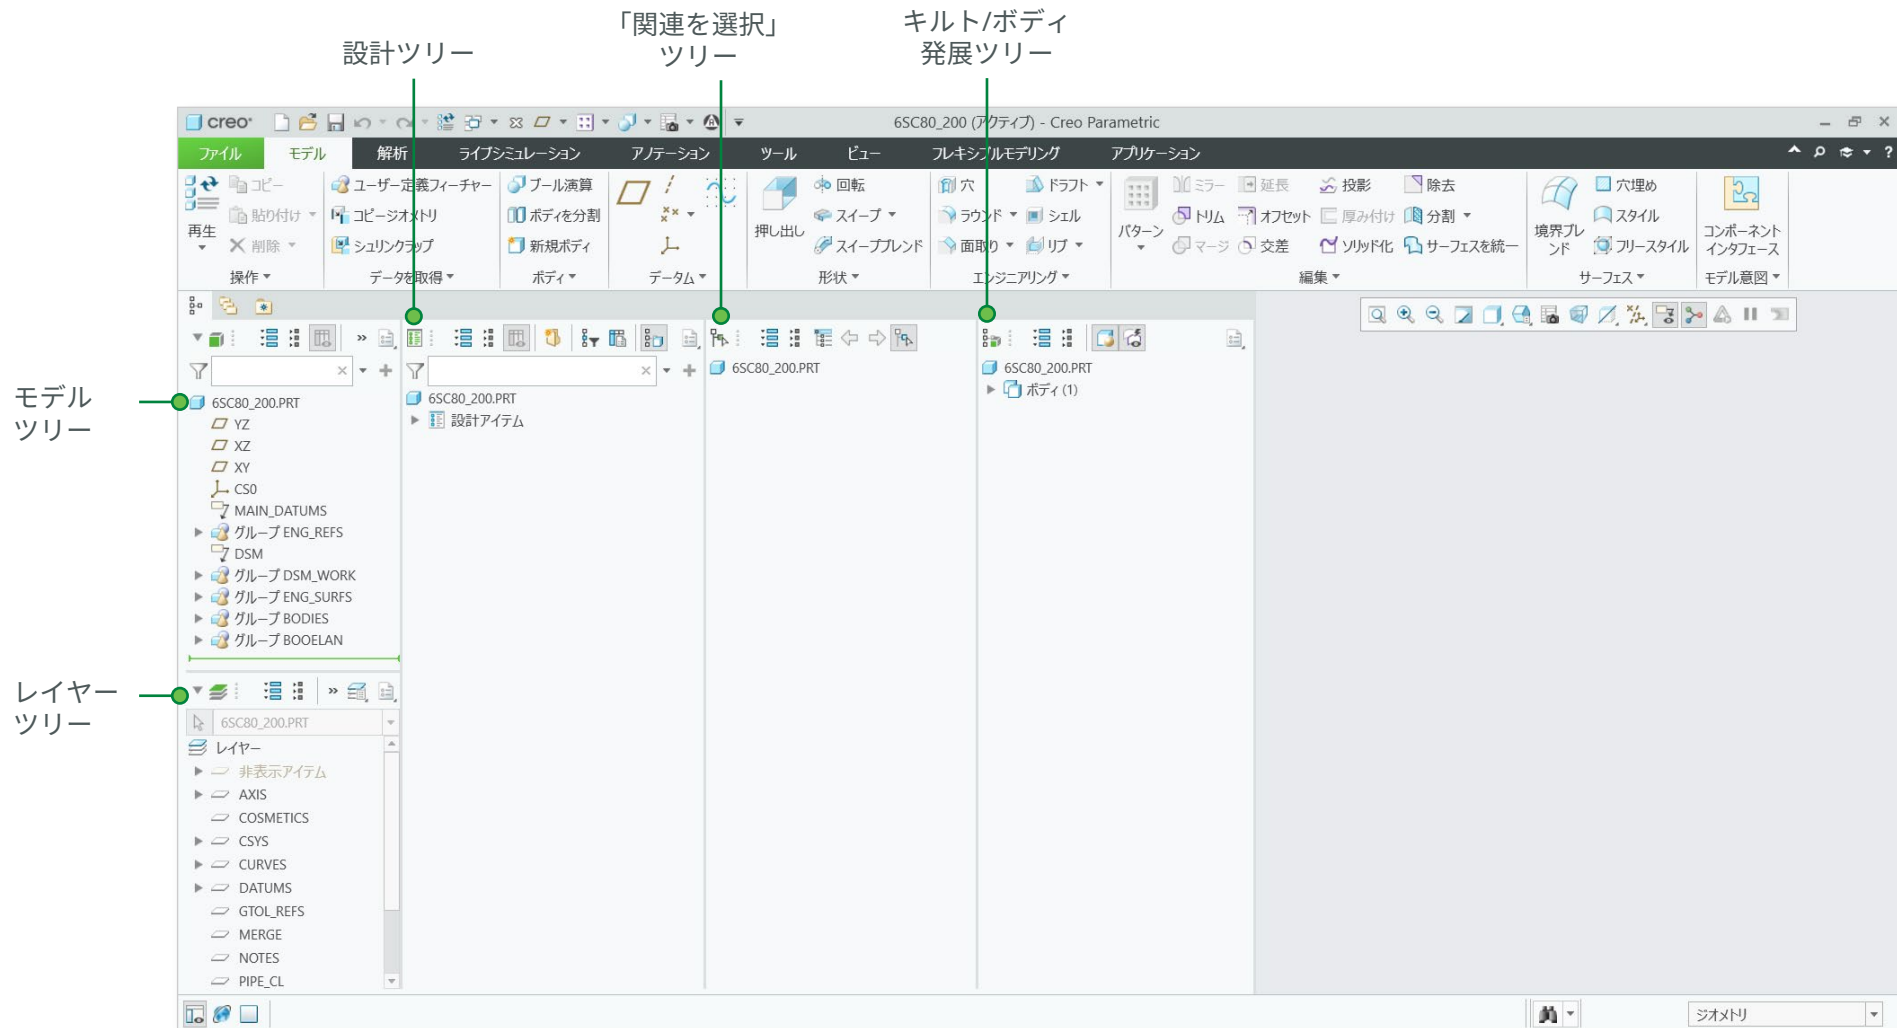 「関連を選択」
ツリー
キルト/ボディ
発展ツリー
設計ツリー
creo
6SC80_200 (アクティブ) - Creo Parametric
ファイル モデル 解析 ライブシミュレーション アノテーション ツール ビュー フレキシブルモデリング アプリケーション
再生
コピー
貼り付け
削除
操作
ユーザー定義フィーチャー
コピージオメトリ
シュリンクラップ
データを取得
ブール演算
ボディを分割
新規ボディ
ボディ
データム
押し出し
回転
スイープ
スイープブレンド
形状
穴
ラウンド
面取り
ドラフト
シェル
リブ
エンジニアリング
パターン
ミラー
トリム
マージ
延長
オフセット
交差
投影
厚み付け
ソリッド化
除去
分割
サーフェスを統一
編集
境界ブレ
ンド
穴埋め
スタイル
フリースタイル
サーフェス
コンポーネント
インタフェース
モデル意図
モデル
ツリー
6SC80_200.PRT
YZ
XZ
XY
CS0
MAIN_DATUMS
グループ ENG_REFS
DSM
グループ DSM_WORK
グループ ENG_SURFS
グループ BODIES
グループ BOOELAN
6SC80_200.PRT
設計アイテム
6SC80_200.PRT
6SC80_200.PRT
ボディ (1)
レイヤー
ツリー
6SC80_200.PRT
レイヤー
非表示アイテム
AXIS
COSMETICS
CSYS
CURVES
DATUMS
GTOL_REFS
MERGE
NOTES
PIPE_CL
ジオメトリ